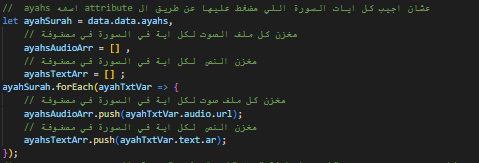 // عشان اجيب كل ايات السورة اللي مضغط عليها عن طريق ال attribute اسمه ayahs
let ayahSurah = data.data.ayahs,
// مخزن كل ملف الصوت لكل اية في السورة في مصفوفة
ayahsAudioArr = [] ,
// مخزن النص لكل اية في السورة في مصفوفة
ayahsTextArr = [] ;
ayahSurah.forEach(ayahTxtVar => {
// مخزن كل ملف صوت لكل اية في السورة في مصفوفة
ayahsAudioArr.push(ayahTxtVar.audio.url);
// مخزن النص لكل اية في السورة في مصفوفة
ayahsTextArr.push(ayahTxtVar.text.ar);
});